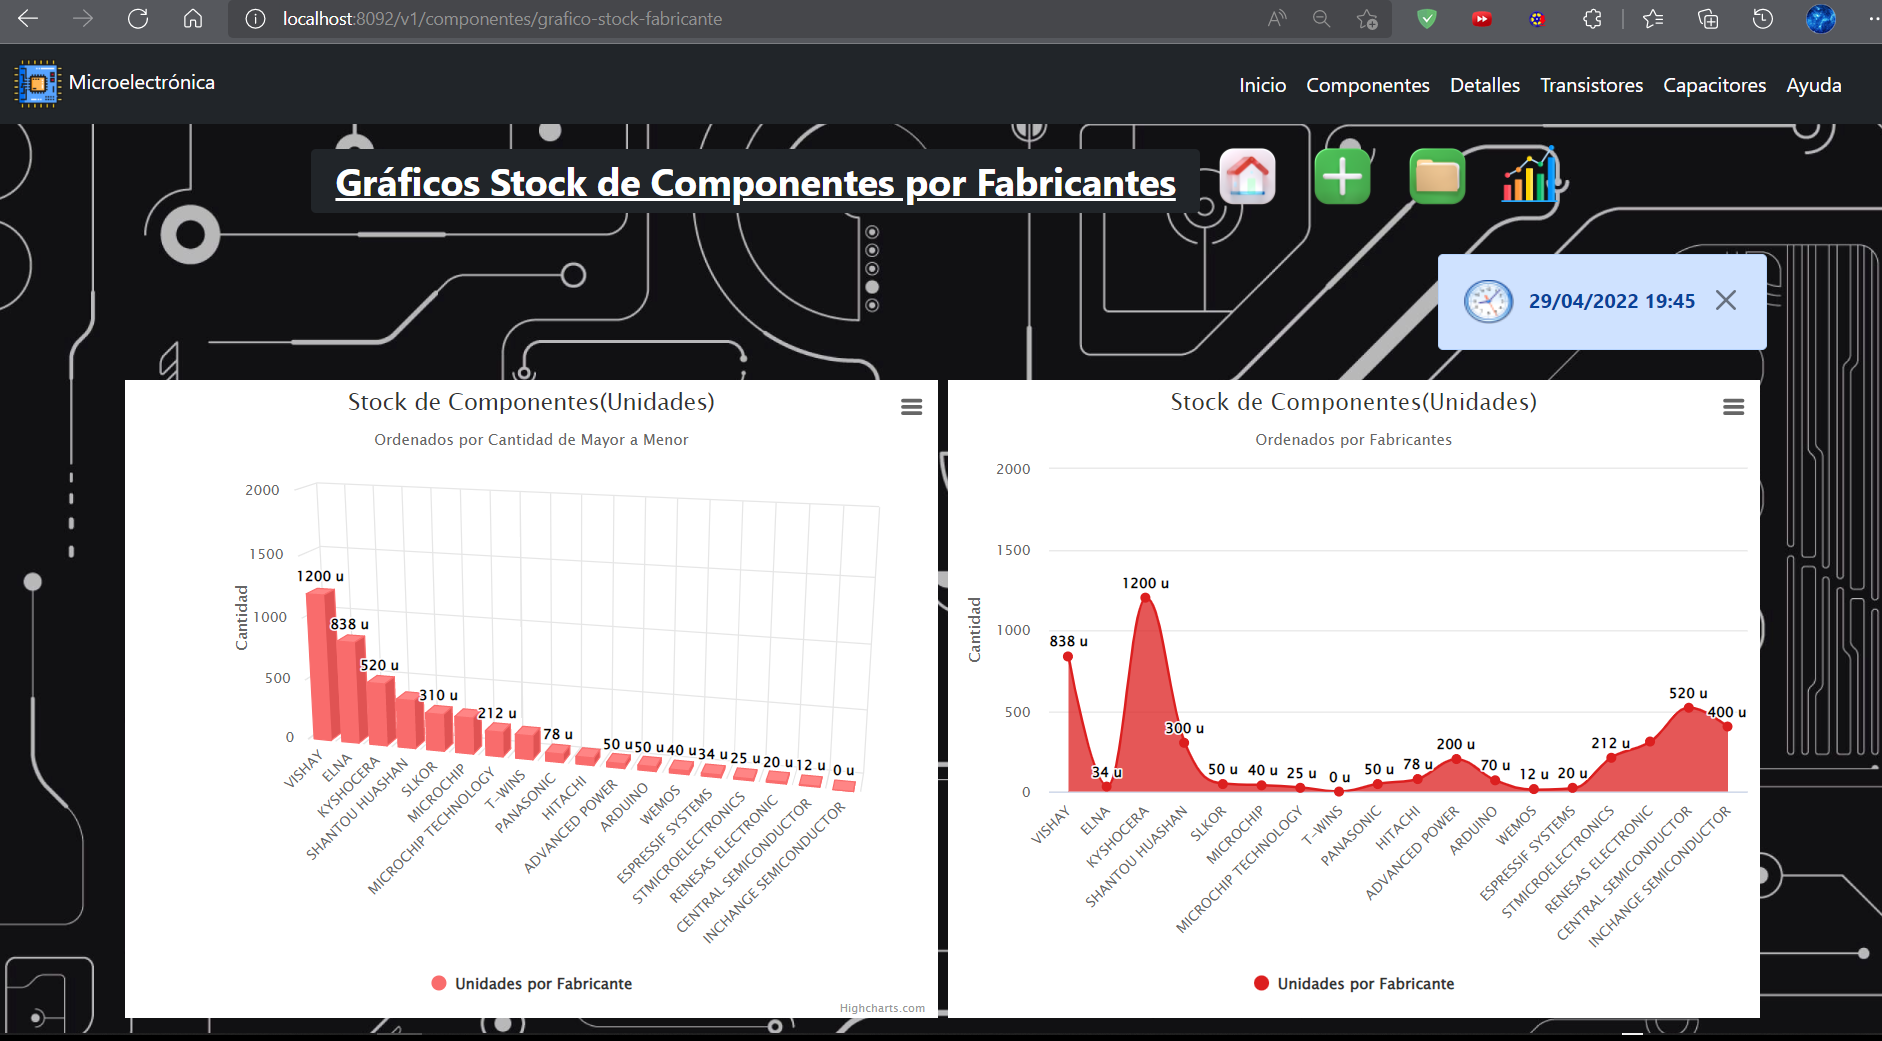 localhost:8092/v1/componentes/grafico-stock-fabricante
Microelectrónica
Inicio Componentes Detalles Transistores Capacitores Ayuda
Gráficos Stock de Componentes por Fabricantes
29/04/2022 19:45
Stock de Componentes(Unidades)
Ordenados por Cantidad de Mayor a Menor
Cantidad
2000
1500
1000
500
0
1200 u
838 u
520 u
310 u
212 u
78 u
50 u
50 u
40 u
34 u
25 u
20 u
12 u
0 u
VISHAY
ELNA
KYSHOCERA
SHANTOU HUASHAN
SLKOR
MICROCHIP
MICROCHIP TECHNOLOGY
T-WINS
PANASONIC
HITACHI
ADVANCED POWER
ARDUINO
WEMOS
ESPRESSIF SYSTEMS
STMICROELECTRONICS
RENESAS ELECTRONIC
CENTRAL SEMICONDUCTOR
INCHANGE SEMICONDUCTOR
Unidades por Fabricante
Highcharts.com
Stock de Componentes(Unidades)
Ordenados por Fabricantes
Cantidad
2000
1500
1000
500
0
838 u
34 u
1200 u
300 u
50 u
40 u
25 u
0 u
50 u
78 u
200 u
70 u
12 u
20 u
212 u
520 u
400 u
VISHAY
ELNA
KYSHOCERA
SHANTOU HUASHAN
SLKOR
MICROCHIP
MICROCHIP TECHNOLOGY
T-WINS
PANASONIC
HITACHI
ADVANCED POWER
ARDUINO
WEMOS
ESPRESSIF SYSTEMS
STMICROELECTRONICS
RENESAS ELECTRONIC
CENTRAL SEMICONDUCTOR
INCHANGE SEMICONDUCTOR
Unidades por Fabricante